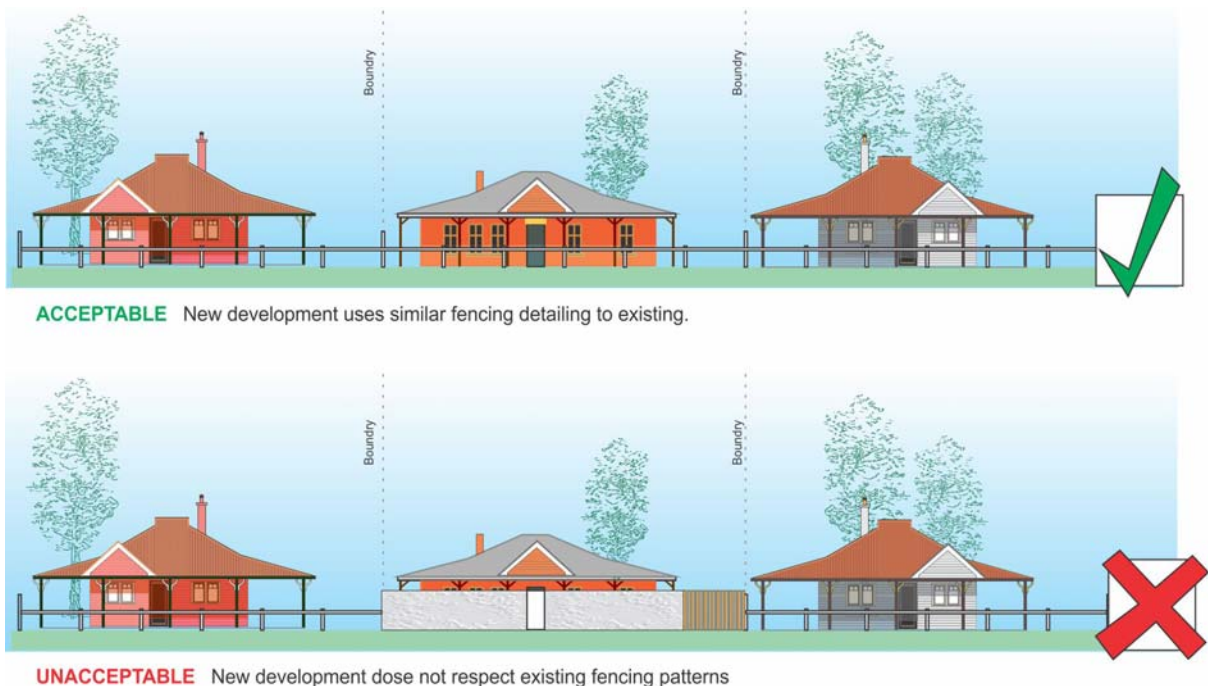 Boundry
Boundry
ACCEPTABLE New development uses similar fencing detailing to existing.
Boundry
Boundry
UNACCEPTABLE New development dose not respect existing fencing patterns